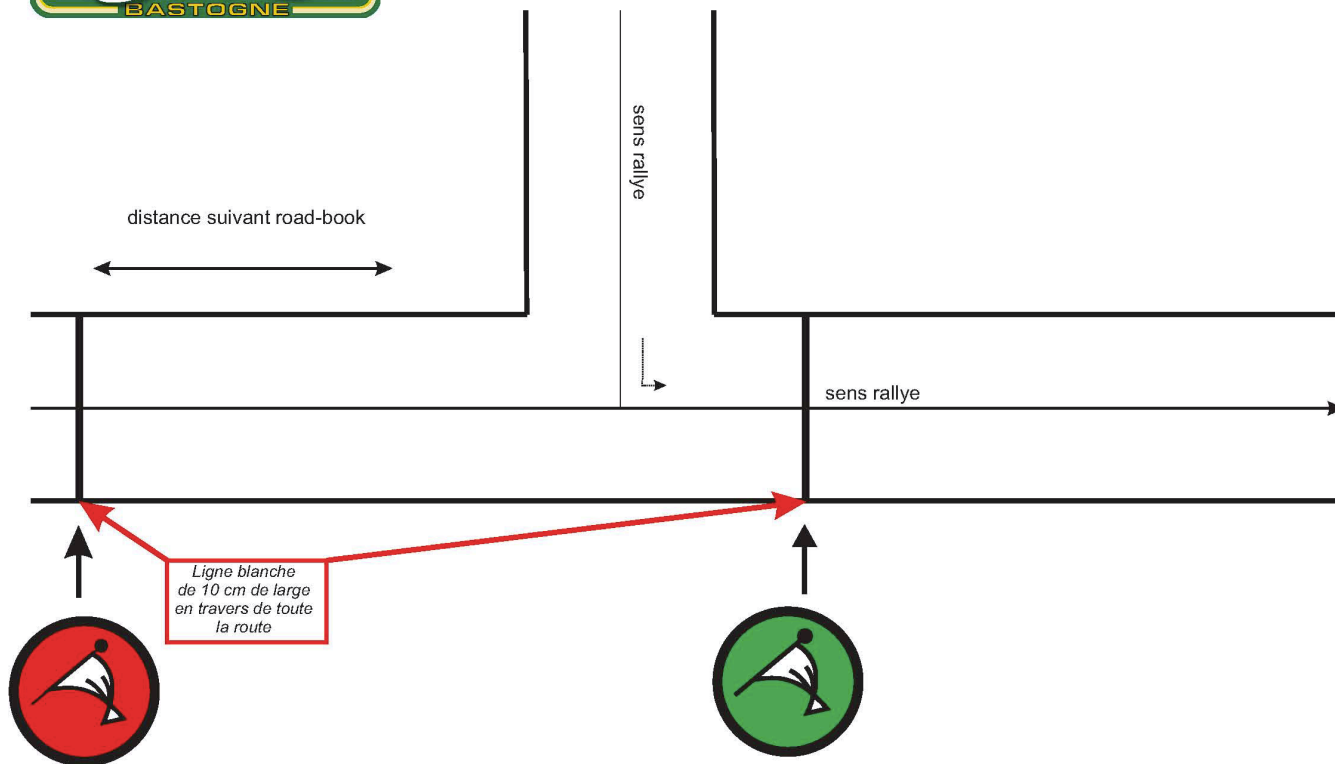 BASTOGNE
sens rallye
distance suivant road-book
sens rallye
Ligne blanche
de 10 cm de large
en travers de toute
la route